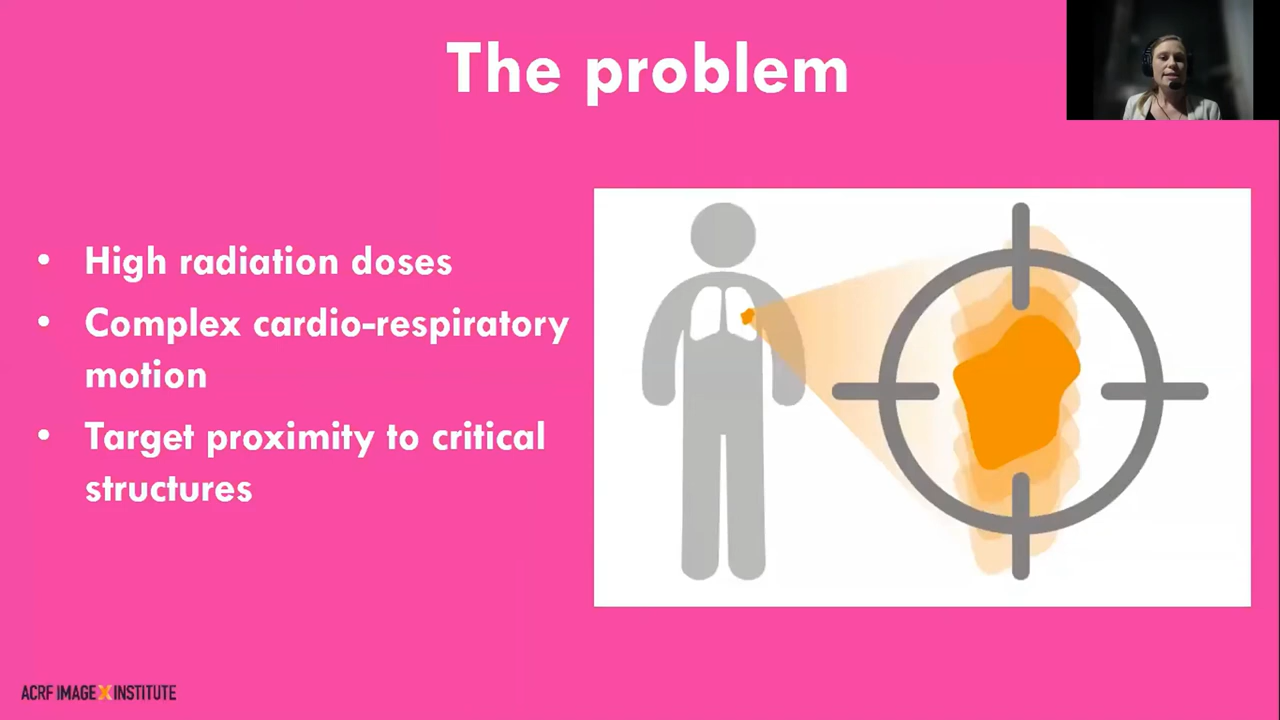 The problem
• High radiation doses
• Complex cardio-respiratory
motion
• Target proximity to critical
structures
ACRF IMAGE X INSTITUTE